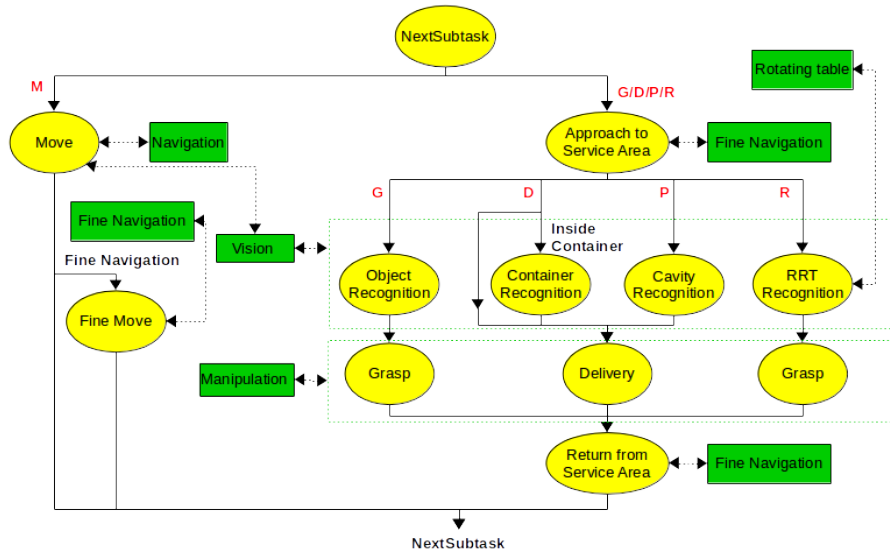 NextSubtask
Rotating table
M
G/D/P/R
Move
Navigation
Approach to
Service Area
Fine Navigation
G
D
P
R
Fine Navigation
Vision
Inside
Container
Fine Navigation
Object
Recognition
Container
Recognition
Cavity
Recognition
RRT
Recognition
Fine Move
Manipulation
Grasp
Delivery
Grasp
Return from
Service Area
Fine Navigation
NextSubtask